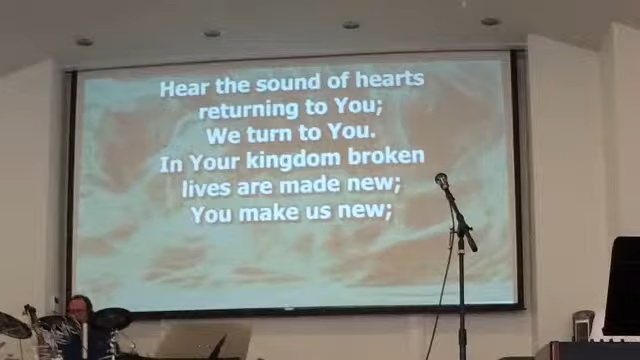 Hear the sound of hearts
returning to You;
We turn to You.
In Your kingdom broken
lives are made new;
You make us new;